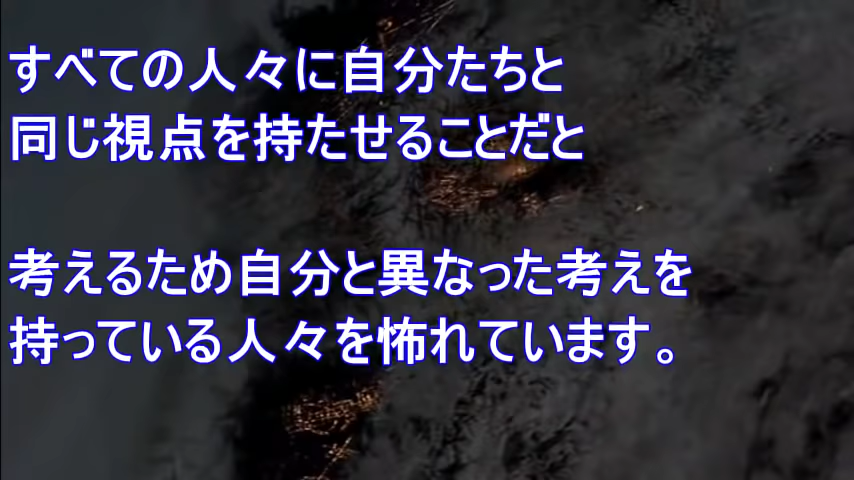 すべての人々に自分たちと
同じ視点を持たせることだと
考えるため自分と異なった考えを
持っている人々を怖れています。